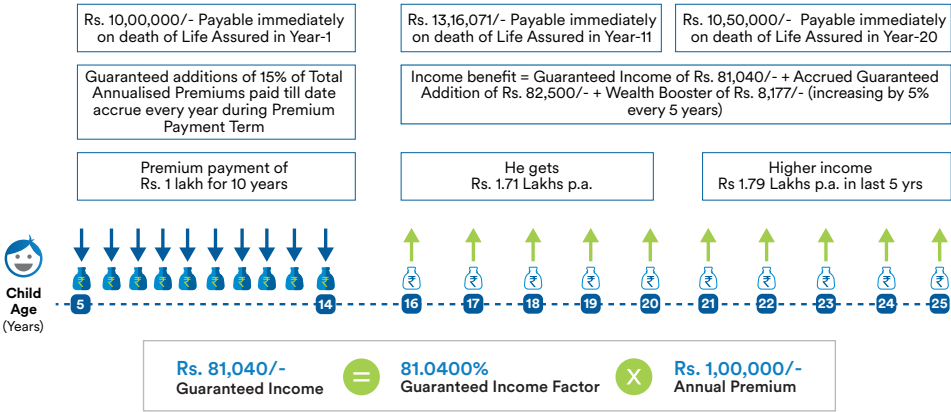 Rs. 10,00,000/- Payable immediately
on death of Life Assured in Year-1
Rs. 13,16,071/- Payable immediately
on death of Life Assured in Year-11
Rs. 10,50,000/- Payable immediately
on death of Life Assured in Year-20
Guaranteed additions of 15% of Total
Annualised Premiums paid till date
accrue every year during Premium
Payment Term
Income benefit = Guaranteed Income of Rs. 81,040/- + Accrued Guaranteed
Addition of Rs. 82,500/- + Wealth Booster of Rs. 8,177/- (increasing by 5%
every 5 years)
Premium payment of
Rs. 1 lakh for 10 years
He gets
Rs. 1.71 Lakhs p.a.
Higher income
Rs 1.79 Lakhs p.a. in last 5 yrs
₹ ₹ ₹ ₹ ₹ ₹ ₹ ₹ ₹ ₹ ₹ ₹ ₹ ₹ ₹ ₹ ₹ ₹ ₹ ₹
Child
Age
(Years)
5 14 16 17 18 19 20 21 22 23 24 25
Rs. 81,040/- = 81.0400% X Rs. 1,00,000/-
Guaranteed Income Guaranteed Income Factor Annual Premium